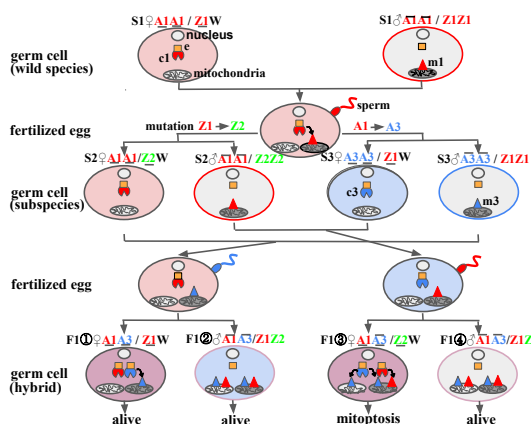 S1♀A1A1 / Z1W
S1♂A1A1/ Z1Z1
nucleus
c1
e
m1
mitochondria
germ cell
(wild species)
sperm
mutation Z1 → Z2
A1 → A3
fertilized egg
S2♀A1A1/Z2W
S2♂A1A1/ Z2Z2
S3♀A3A3 / Z1W
S3♂A3A3/ Z1Z1
germ cell
(subspecies)
c3
m3
fertilized egg
F1①♀A1A3/ Z1W
F1②♂A1A3/Z1Z2
F1③♀A1A3/Z2W
F1④♂A1A3/Z1Z
germ cell
(hybrid)
alive
alive
mitoptosis
alive